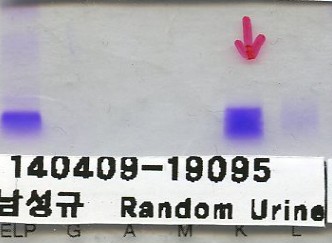 140409-19095
남성규 Random Urine
ELP G A M K L